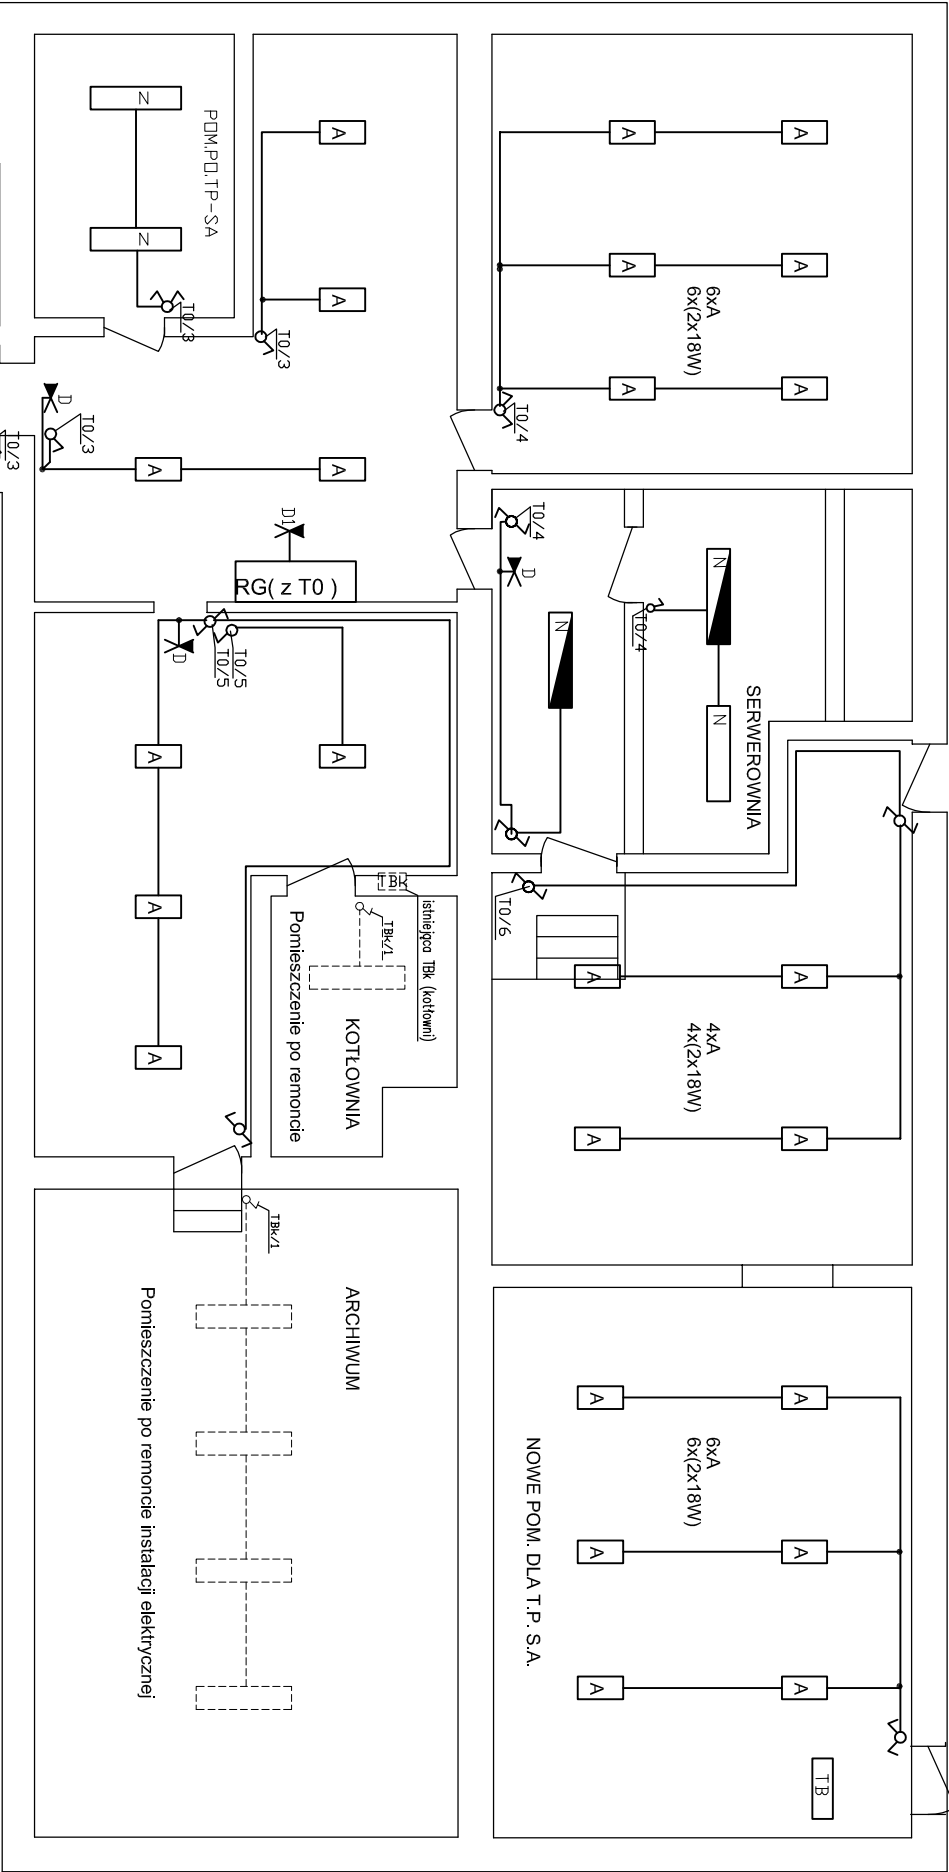 N
N
POM.PO.TP-SA
T0/3
A
A
T0/3
A
A
A
A
A
A
6xA
6x(2x18W)
T0/4
D
T0/3
T0/3
A
A
D1
RG( z T0 )
T0/4
D
N
N
T0/4
N
SERWEROWNIA
D
T0/5
T0/5
A
A
A
A
TBK
istniejąca TBk (kotłowni)
TBk/1
KOTŁOWNIA
Pomieszczenie po remoncie
T0/6
A
A
A
A
4xA
4x(2x18W)
TBk/1
ARCHIWUM
Pomieszczenie po remoncie instalacji elektrycznej
A
A
A
A
A
A
6xA
6x(2x18W)
NOWE POM. DLA T.P. S.A.
TB